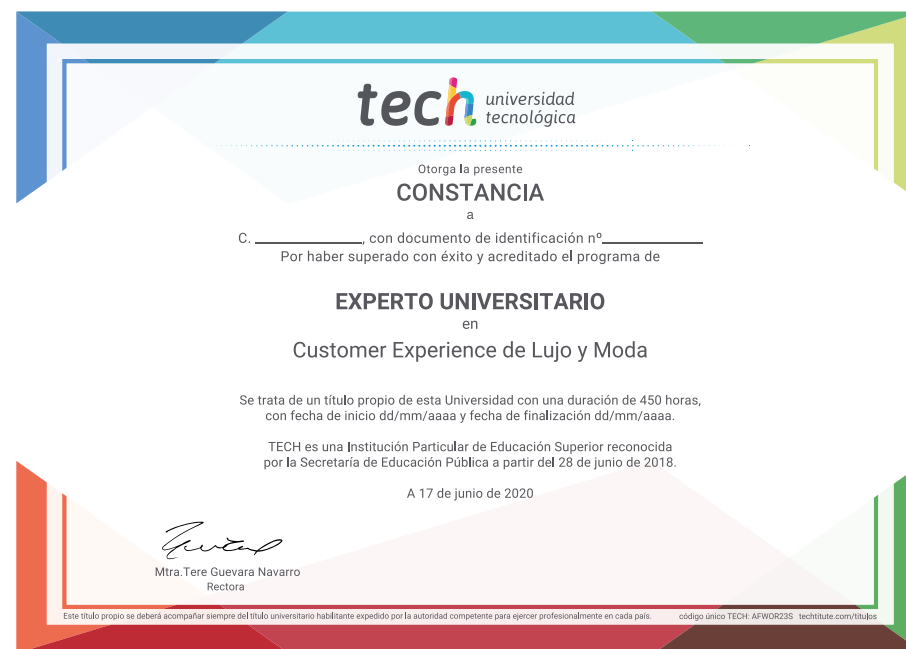 tech universidad
tecnológica
Otorga la presente
CONSTANCIA
a
C. ____________, con documento de identificación nº____________
Por haber superado con éxito y acreditado el programa de
EXPERTO UNIVERSITARIO
en
Customer Experience de Lujo y Moda
Se trata de un título propio de esta Universidad con una duración de 450 horas,
con fecha de inicio dd/mm/aaaa y fecha de finalización dd/mm/aaaa.
TECH es una Institución Particular de Educación Superior reconocida
por la Secretaría de Educación Pública a partir del 28 de junio de 2018.
A 17 de junio de 2020
Mtra.Tere Guevara Navarro
Rectora
Este título propio se deberá acompañar siempre del título universitario habilitante expedido por la autoridad competente para ejercer profesionalmente en cada país. código único TECH: AFWOR23S techtitute.com/titulos